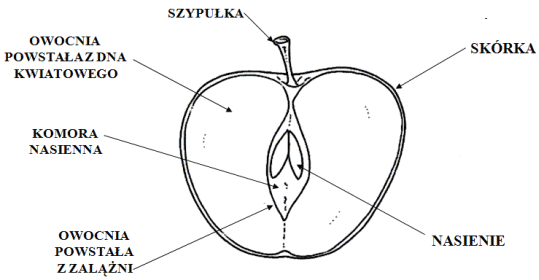 SZYPUŁKA
OWOCNIA
POWSTAŁA Z DNA
KWIATOWEGO
SKÓRKA
KOMORA
NASIENNA
OWOCNIA
POWSTAŁA
Z ZALĄŻNI
NASIENIE